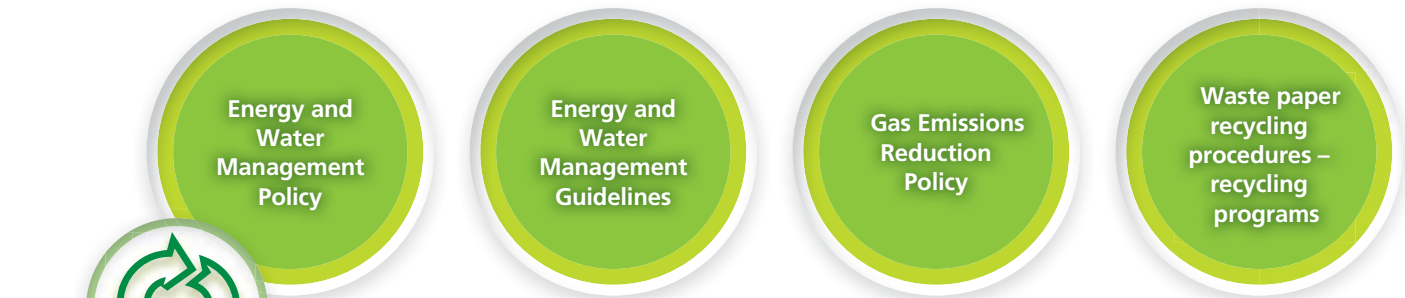 Energy and
Water
Management
Policy
Energy and
Water
Management
Guidelines
Gas Emissions
Reduction
Policy
Waste paper
recycling
procedures –
recycling
programs